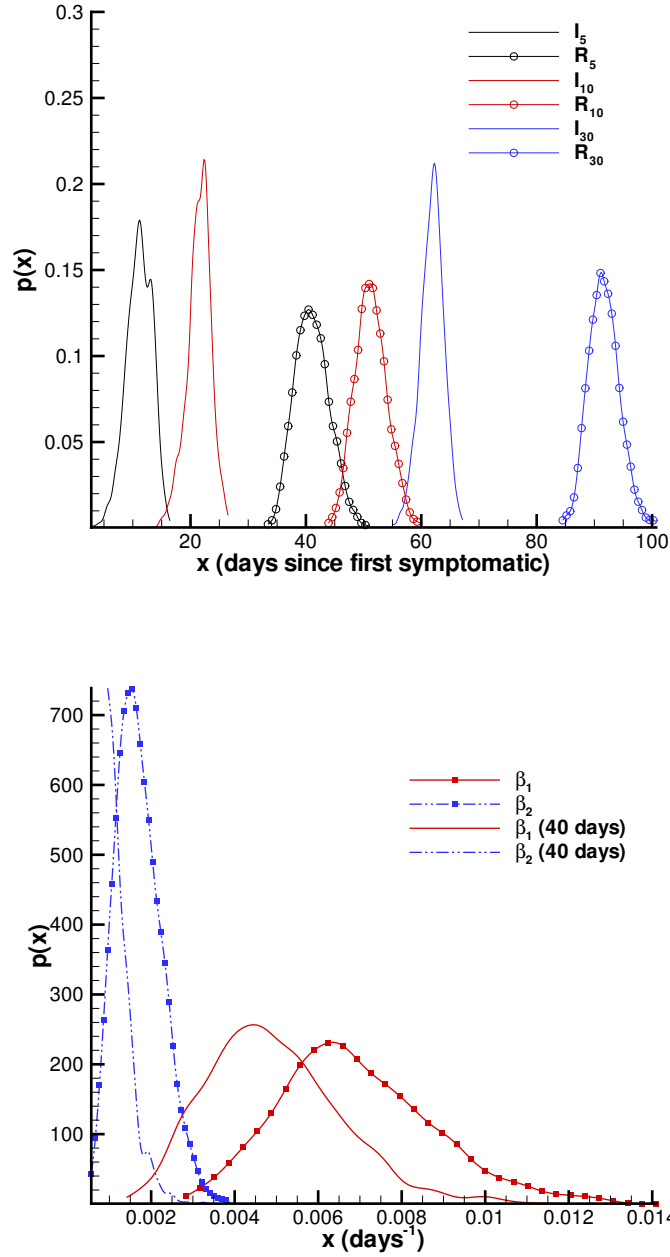 0.3
0.25
0.2
0.15
0.1
0.05
p(x)
20 40 60 80 100
x (days since first symptomatic)
I5
R5
I10
R10
I30
R30
700
600
500
400
300
200
100
p(x)
0.002 0.004 0.006 0.008 0.01 0.012 0.014
x (days-1)
β1
β2
β1 (40 days)
β2 (40 days)